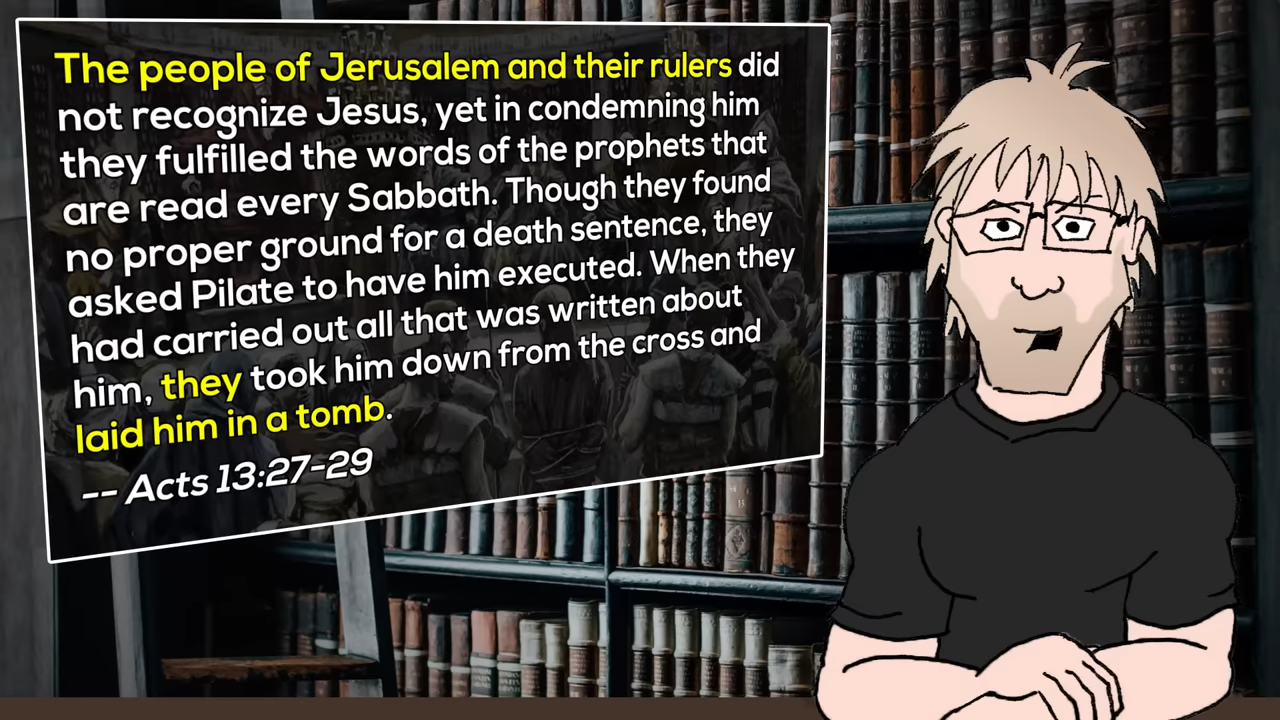 The people of Jerusalem and their rulers did
not recognize Jesus, yet in condemning him
they fulfilled the words of the prophets that
are read every Sabbath. Though they found
no proper ground for a death sentence, they
asked Pilate to have him executed. When they
had carried out all that was written about
him, they took him down from the cross and
laid him in a tomb.
-- Acts 13:27-29